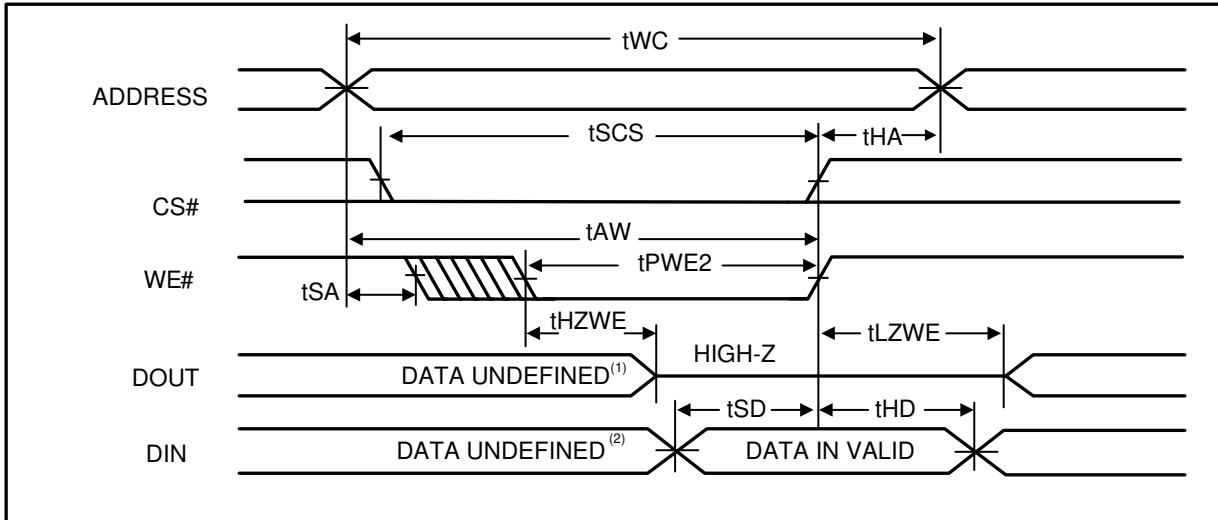 tWC
ADDRESS
tSCS
tHA
CS#
tAW
tPWE2
WE#
tSA
tHZWE
tLZWE
HIGH-Z
DOUT
DATA UNDEFINED(1)
tSD
tHD
DIN
DATA UNDEFINED (2)
DATA IN VALID